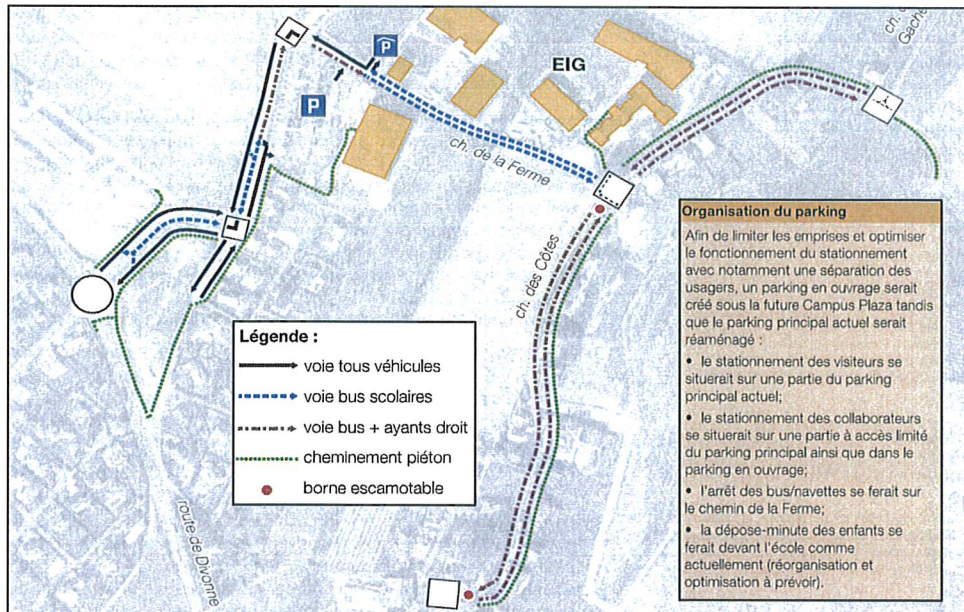 ch. d
Gache
P
EIG
P
ch. de la Ferme
ch. des Côtes
route de Divonne
Légende :
voie tous véhicules
voie bus scolaires
voie bus + ayants droit
cheminement piéton
borne escamotable
Organisation du parking
Afin de limiter les emprises et optimiser
le fonctionnement du stationnement
avec notamment une séparation des
usagers, un parking en ouvrage serait
créé sous la future Campus Plaza tandis
que le parking principal actuel serait
réaménagé :
• le stationnement des visiteurs se
situerait sur une partie du parking
principal actuel;
• le stationnement des collaborateurs
se situerait sur une partie à accès limité
du parking principal ainsi que dans le
parking en ouvrage;
• l'arrêt des bus/navettes se ferait sur
le chemin de la Ferme;
• la dépose-minute des enfants se
ferait devant l'école comme
actuellement (réorganisation et
optimisation à prévoir).